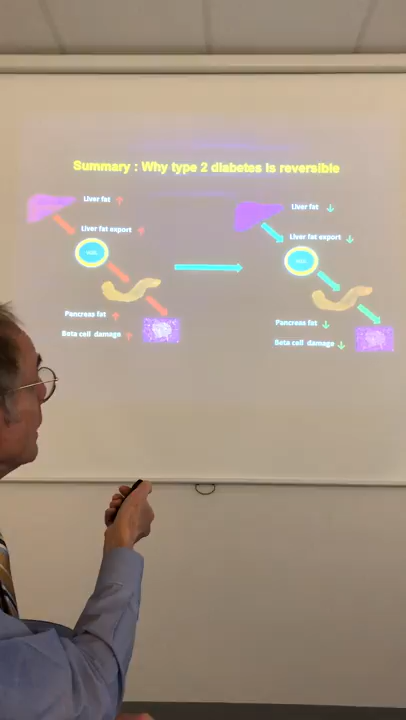 Summary : Why type 2 diabetes is reversible
Liver fat ↑
Liver fat export ↑
Pancreas fat ↑
Beta cell damage ↑
Liver fat ↓
Liver fat export ↓
Pancreas fat ↓
Beta cell damage ↓